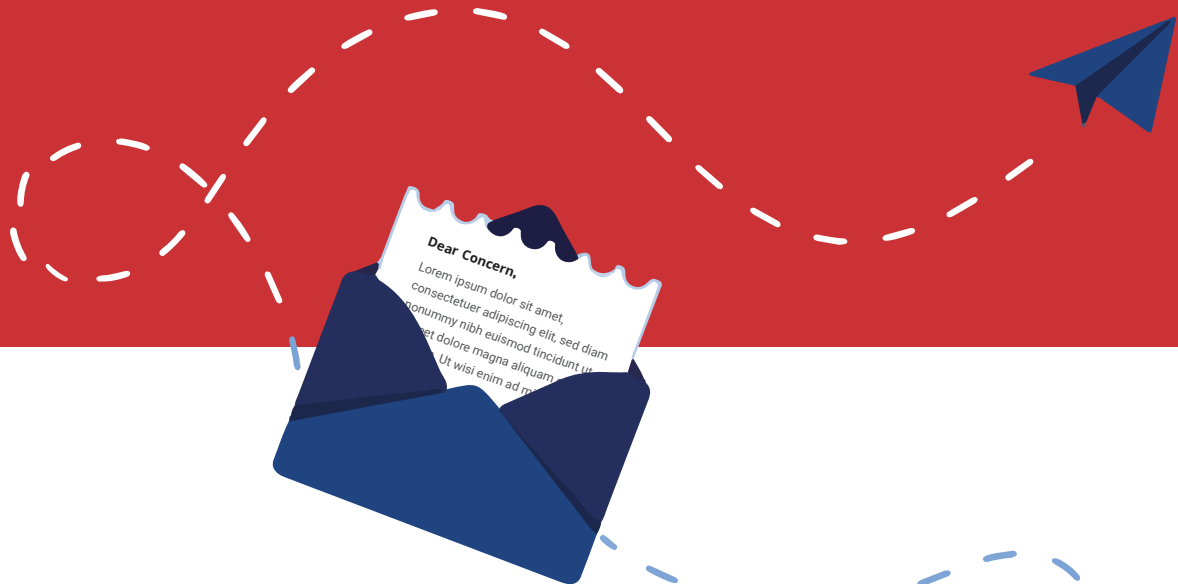 Dear Concern,
Lorem ipsum dolor sit amet,
consectetuer adipiscing elit, sed diam
nonummy nibh euismod tincidunt ut
dolore magna aliquam
Ut wisi enim ad